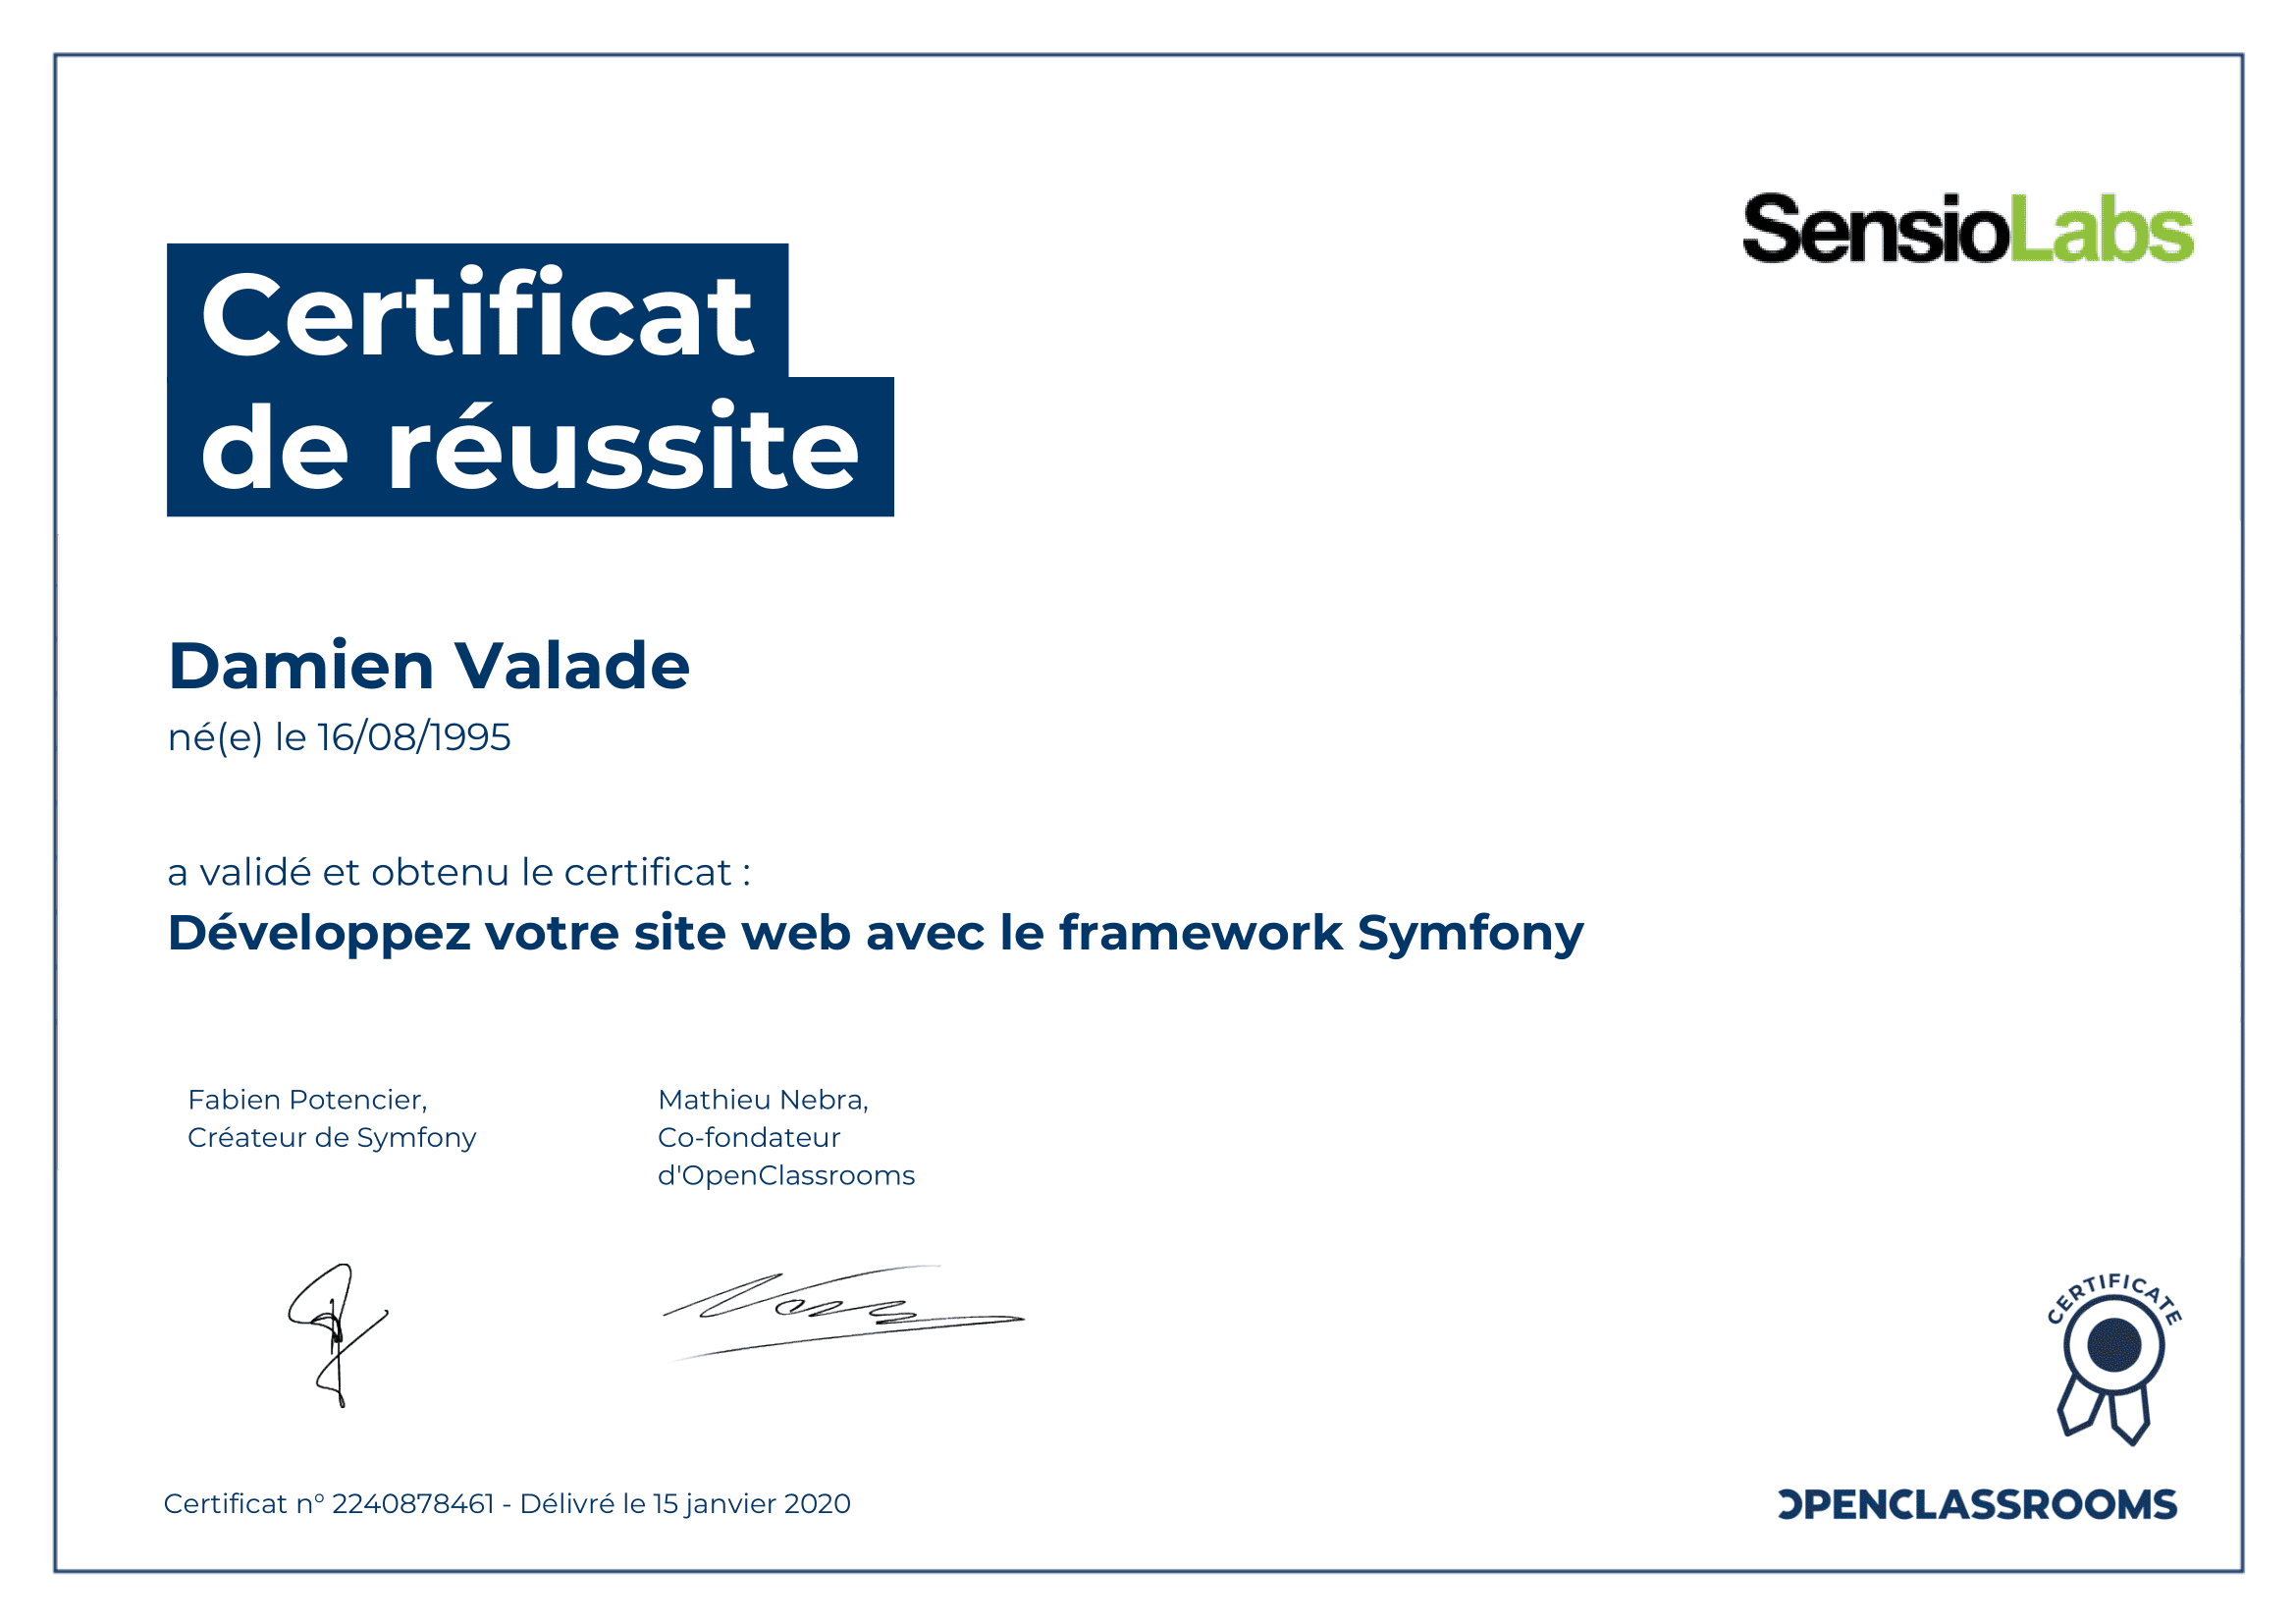 SensioLabs
Certificat
de réussite
Damien Valade
né(e) le 16/08/1995
a validé et obtenu le certificat :
Développez votre site web avec le framework Symfony
Fabien Potencier,
Créateur de Symfony
Mathieu Nebra,
Co-fondateur
d'OpenClassrooms
CERTIFICATE
Certificat n° 2240878461 - Délivré le 15 janvier 2020
OPENCLASSROOMS